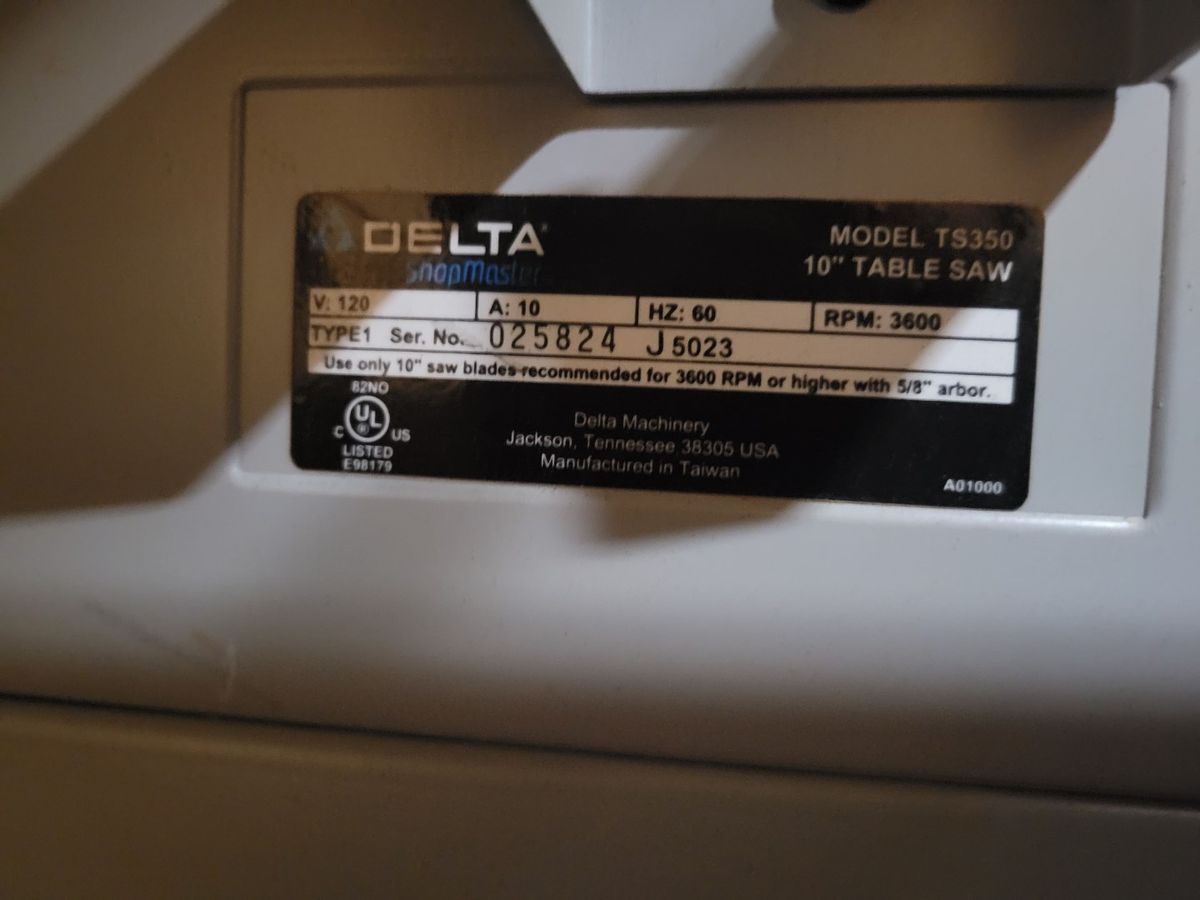 DELTA
ShopMaster
MODEL TS350
10" TABLE SAW
V: 120 A: 10 HZ: 60 RPM: 3600
TYPE1 Ser. No. 025824 J5023
Use only 10" saw blades recommended for 3600 RPM or higher with 5/8" arbor.
82NO
C UL US
LISTED
E98179
Delta Machinery
Jackson, Tennessee 38305 USA
Manufactured in Taiwan
A01000